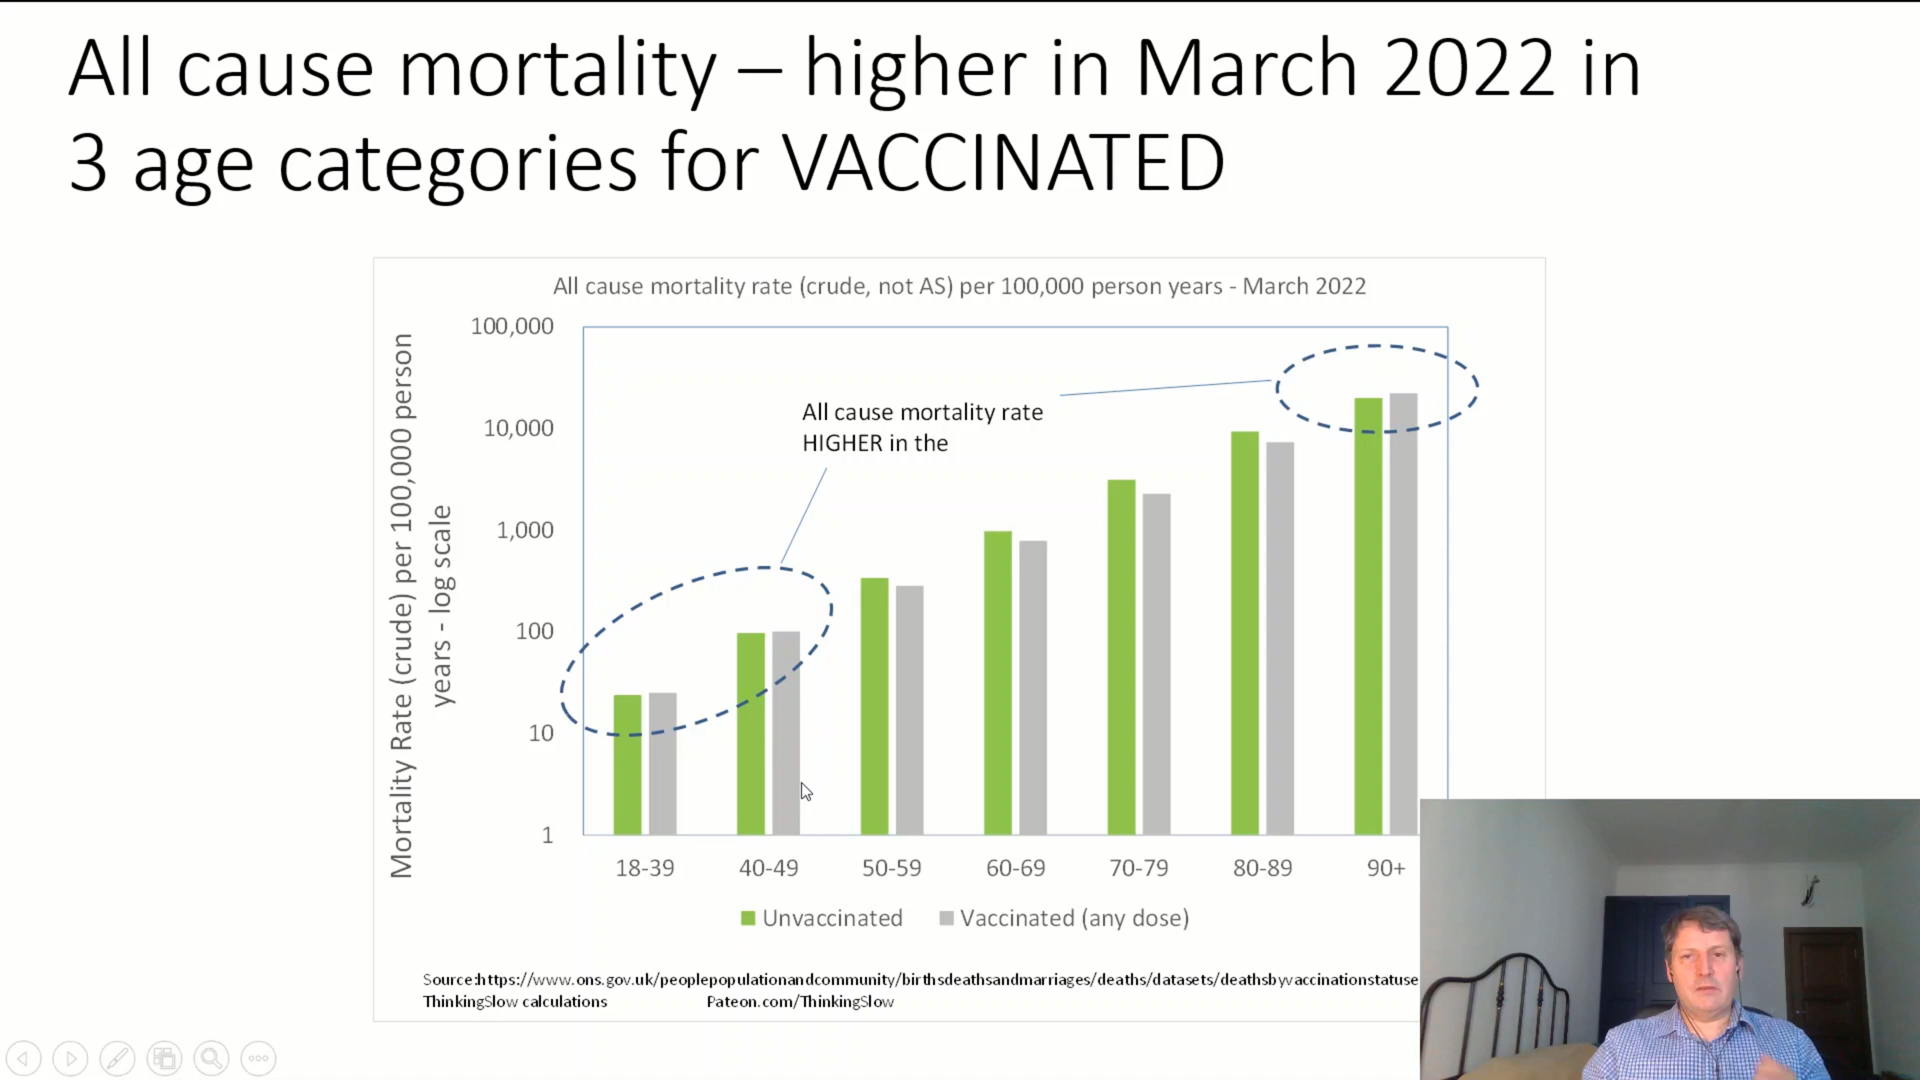 All cause mortality – higher in March 2022 in
3 age categories for VACCINATED
All cause mortality rate (crude, not AS) per 100,000 person years - March 2022
Mortality Rate (crude) per 100,000 person
years - log scale
100,000
10,000
1,000
100
10
1
All cause mortality rate
HIGHER in the
18-39 40-49 50-59 60-69 70-79 80-89 90+
Unvaccinated Vaccinated (any dose)
Source:https://www.ons.gov.uk/peoplepopulationandcommunity/birthsdeathsandmarriages/deaths/datasets/deathsbyvaccinationstatuse
ThinkingSlow calculations Pateon.com/ThinkingSlow